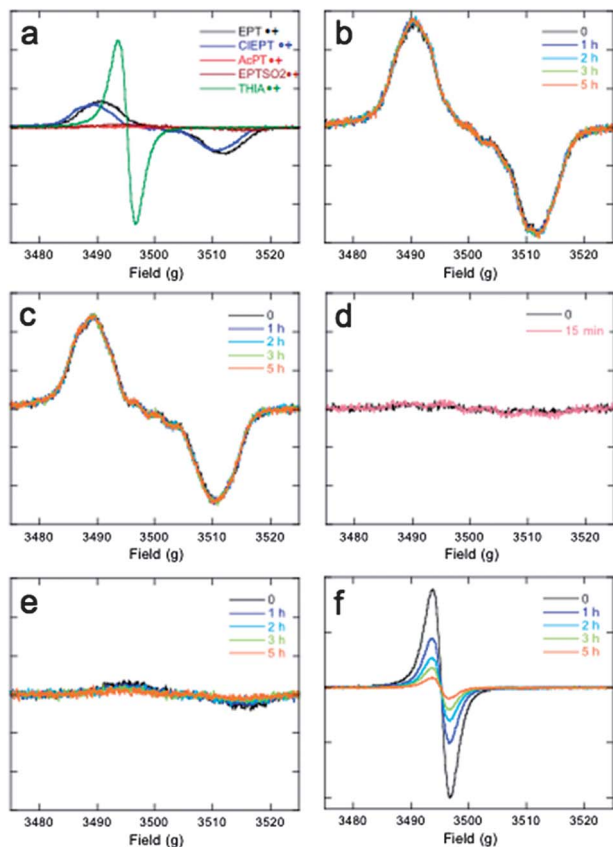 a
EPT •+
ClEPT •+
AcPT •+
EPTSO2•+
THIA•+
3480 3490 3500 3510 3520
Field (g)
b
0
1 h
2 h
3 h
5 h
3480 3490 3500 3510 3520
Field (g)
c
0
1 h
2 h
3 h
5 h
3480 3490 3500 3510 3520
Field (g)
d
0
15 min
3480 3490 3500 3510 3520
Field (g)
e
0
1 h
2 h
3 h
5 h
3480 3490 3500 3510 3520
Field (g)
f
0
1 h
2 h
3 h
5 h
3480 3490 3500 3510 3520
Field (g)